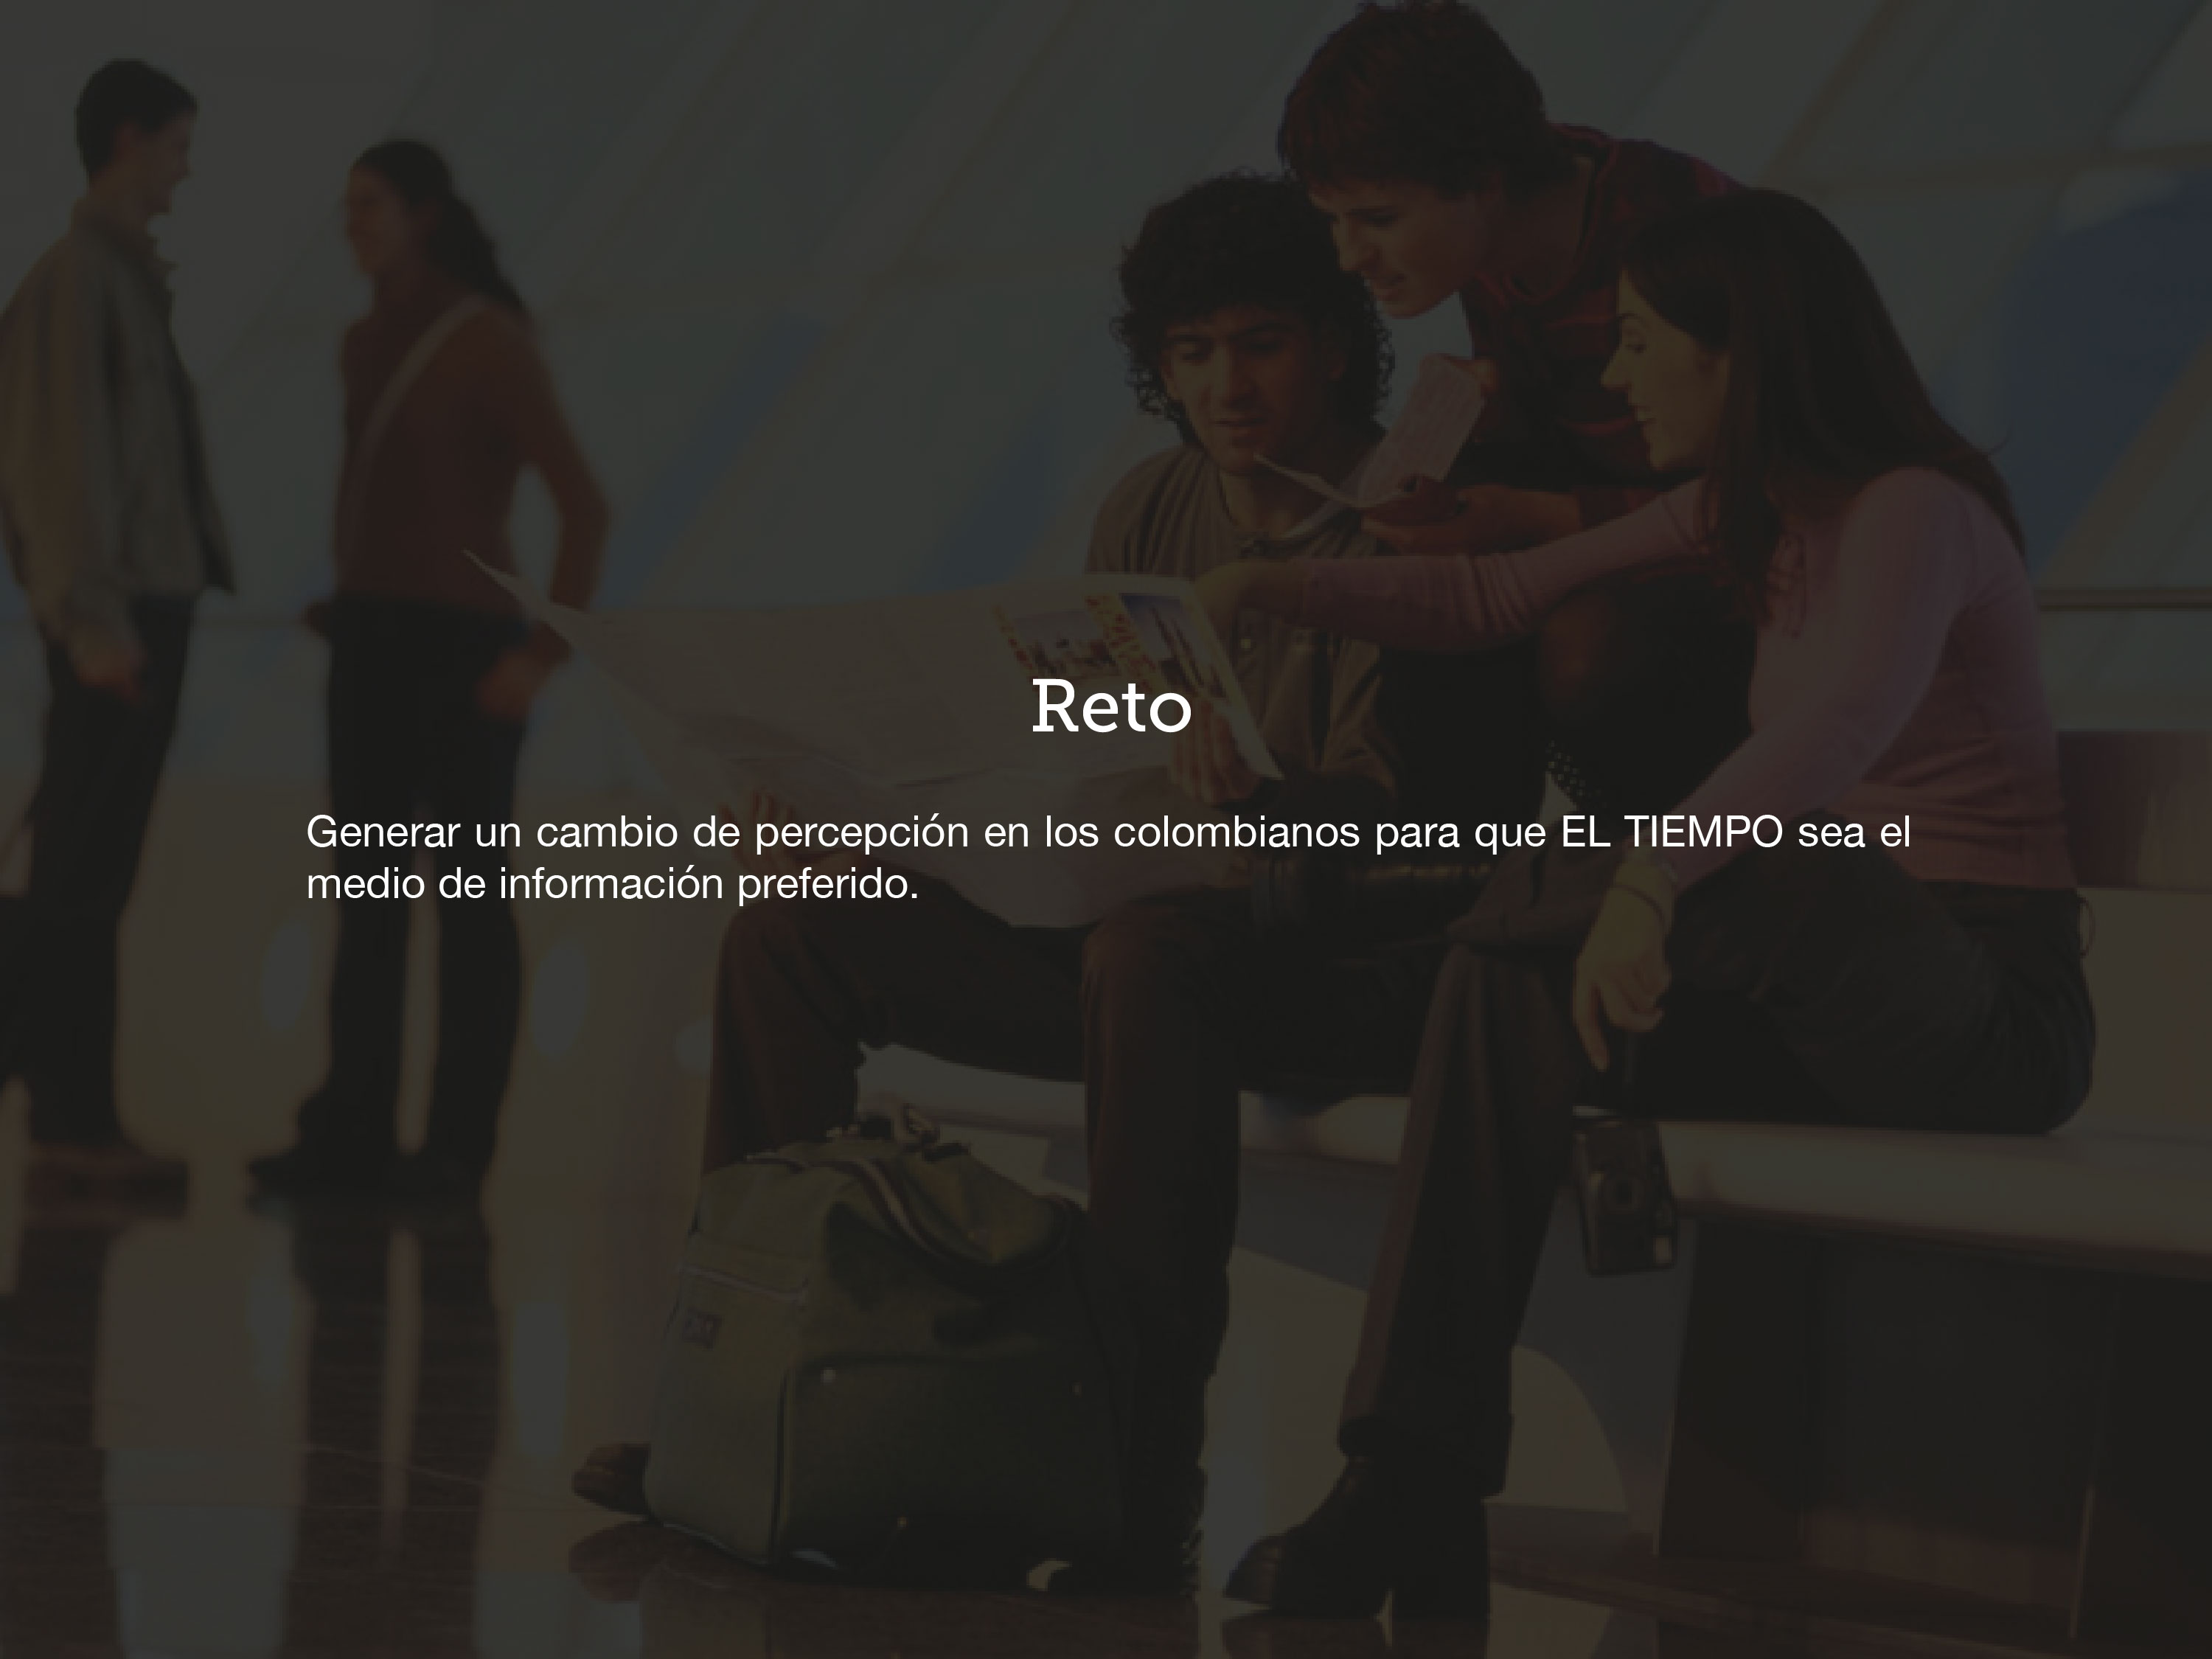 Reto
Generar un cambio de percepción en los colombianos para que EL TIEMPO sea el
medio de información preferido.